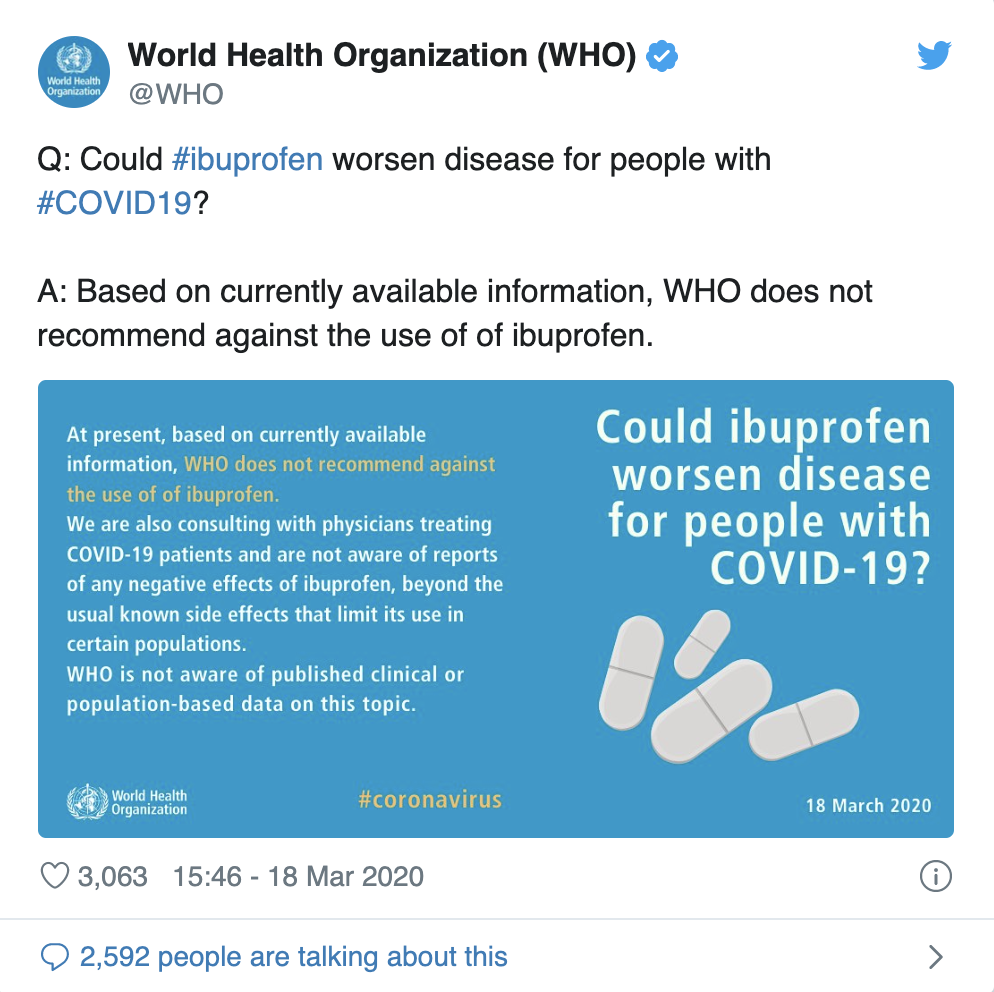 World Health Organization (WHO)
World Health
Organization
@WHO
Q: Could #ibuprofen worsen disease for people with
#COVID19?
A: Based on currently available information, WHO does not
recommend against the use of of ibuprofen.
At present, based on currently available
information, WHO does not recommend against
the use of of ibuprofen.
We are also consulting with physicians treating
COVID-19 patients and are not aware of reports
of any negative effects of ibuprofen, beyond the
usual known side effects that limit its use in
certain populations.
WHO is not aware of published clinical or
population-based data on this topic.
World Health
Organization
#coronavirus
Could ibuprofen
worsen disease
for people with
COVID-19?
18 March 2020
3,063 15:46 - 18 Mar 2020
2,592 people are talking about this